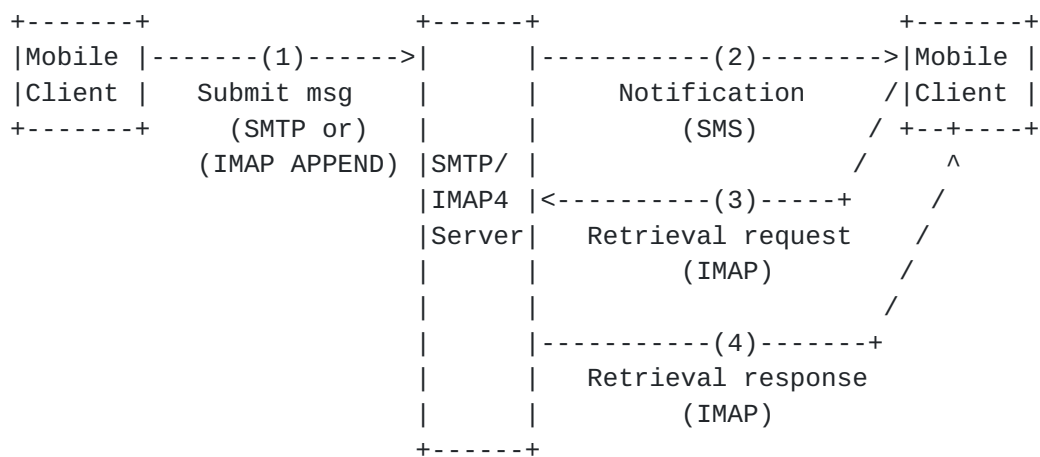 +-------+                  +------+                        +-------+
|Mobile |-------(1)------>|      |-----------(2)-------->|Mobile |
|Client |   Submit msg    |      |     Notification     /|Client |
+-------+     (SMTP or)   |      |         (SMS)       / +--+----+
            (IMAP APPEND) |SMTP/ |                    /     ^
                          |IMAP4 |<----------(3)-----+     /
                          |Server|   Retrieval request    /
                          |      |         (IMAP)        /
                          |      |                      /
                          |      |-----------(4)-------+
                          |      |   Retrieval response
                          |      |         (IMAP)
                          +------+